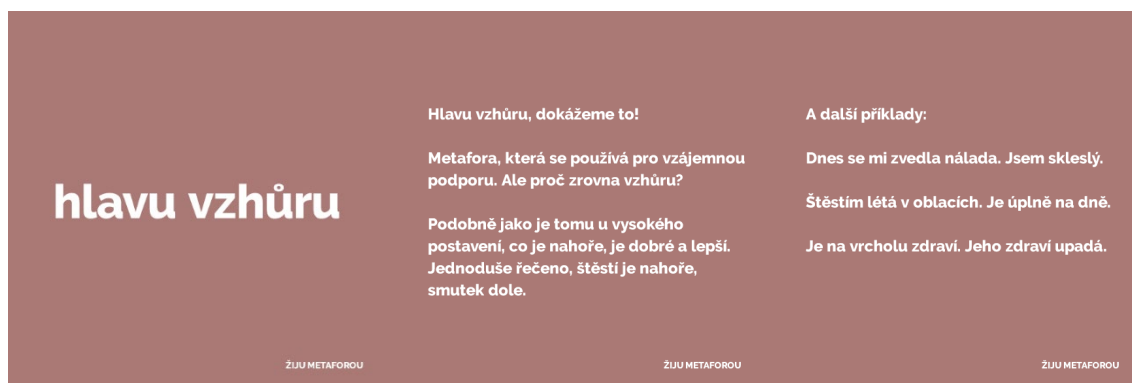 hlavu vzhůru
ŽIJU METAFOROU
Hlavu vzhůru, dokážeme to!
Metafora, která se používá pro vzájemnou
podporu. Ale proč zrovna vzhůru?
Podobně jako je tomu u vysokého
postavení, co je nahoře, je dobré a lepší.
Jednoduše řečeno, štěstí je nahoře,
smutek dole.
ŽIJU METAFOROU
A další příklady:
Dnes se mi zvedla nálada. Jsem skleslý.
Štěstím létá v oblacích. Je úplně na dně.
Je na vrcholu zdraví. Jeho zdraví upadá.
ŽIJU METAFOROU